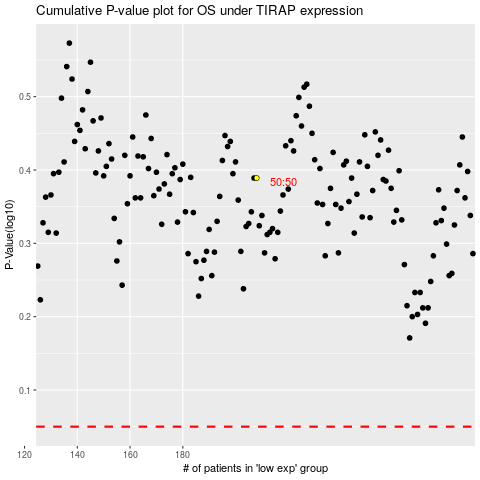 Cumulative P-value plot for OS under TIRAP expression
P-Value(log10)
0.5
0.4
0.3
0.2
0.1
50:50
120 140 160 180
# of patients in 'low exp' group